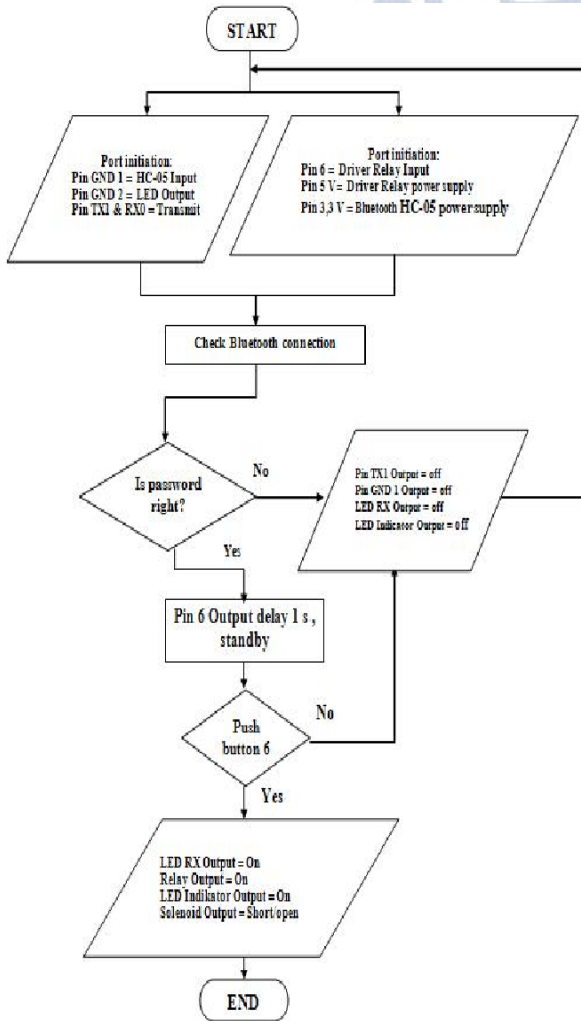 START
Port initiation:
Pin GND 1 = HC-05 Input
Pin GND 2 = LED Output
Pin TX1 & RX0 = Transmit
Port initiation:
Pin 6 = Driver Relay Input
Pin 5 V = Driver Relay power supply
Pin 3,3 V = Bluetooth HC-05 power supply
Check Bluetooth connection
Is password
right?
No
Pin TX1 Output = off
Pin GND 1 Output = off
LED RX Output = off
LED Indicator Output = off
Yes
Pin 6 Output delay 1 s ,
standby
Push
button 6
No
Yes
LED RX Output = On
Relay Output = On
LED Indikator Output = On
Solenoid Output = Short/open
END